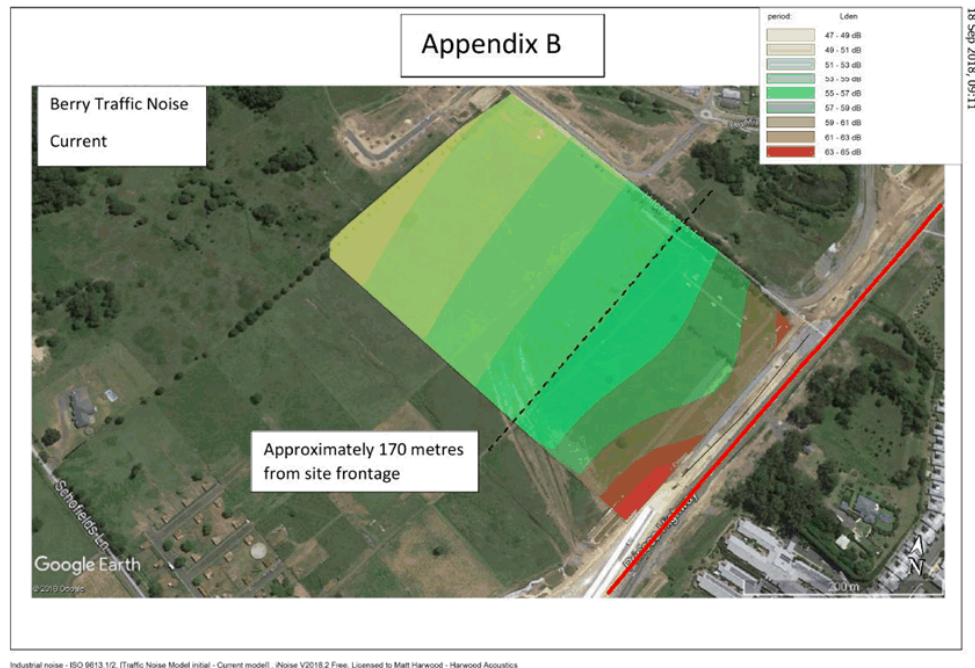 Appendix B
18 Sep 2018, 09:11
period: Lden
47 - 49 dB
49 - 51 dB
51 - 53 dB
53 - 55 dB
55 - 57 dB
57 - 59 dB
59 - 61 dB
61 - 63 dB
63 - 65 dB
Berry Traffic Noise
Current
Approximately 170 metres
from site frontage
Schofields Ln
Google Earth
N
200 m
Industrial noise - ISO 9613.1/2, [Traffic Noise Model initial - Current model] , iNoise V2018.2 Free, Licensed to Matt Harwood - Harwood Acoustics